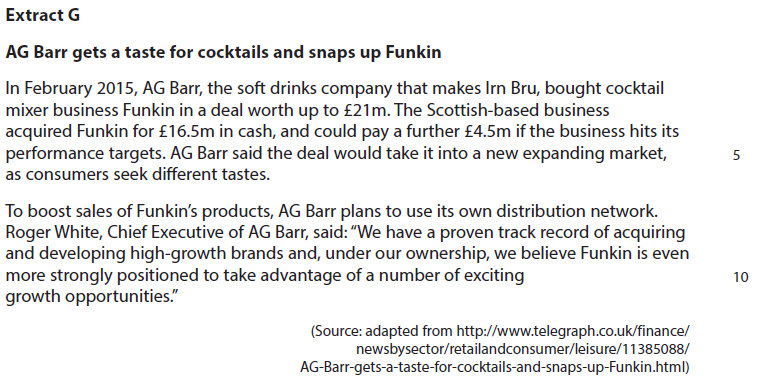 Extract G
AG Barr gets a taste for cocktails and snaps up Funkin
In February 2015, AG Barr, the soft drinks company that makes Irn Bru, bought cocktail
mixer business Funkin in a deal worth up to £21m. The Scottish-based business
acquired Funkin for £16.5m in cash, and could pay a further £4.5m if the business hits its
performance targets. AG Barr said the deal would take it into a new expanding market, 5
as consumers seek different tastes.
To boost sales of Funkin’s products, AG Barr plans to use its own distribution network.
Roger White, Chief Executive of AG Barr, said: “We have a proven track record of acquiring
and developing high-growth brands and, under our ownership, we believe Funkin is even
more strongly positioned to take advantage of a number of exciting 10
growth opportunities.”
(Source: adapted from http://www.telegraph.co.uk/finance/
newsbysector/retailandconsumer/leisure/11385088/
AG-Barr-gets-a-taste-for-cocktails-and-snaps-up-Funkin.html)